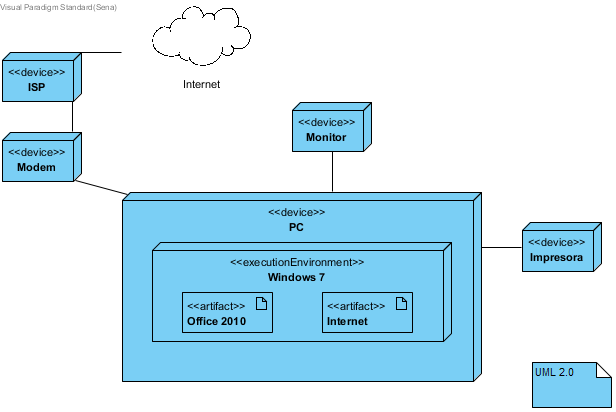 Visual Paradigm Standard(Sena)
<<device>>
ISP
Internet
<<device>>
Monitor
<<device>>
Modem
<<device>>
PC
<<executionEnvironment>>
Windows 7
<<artifact>>
Office 2010
<<artifact>>
Internet
<<device>>
Impresora
UML 2.0